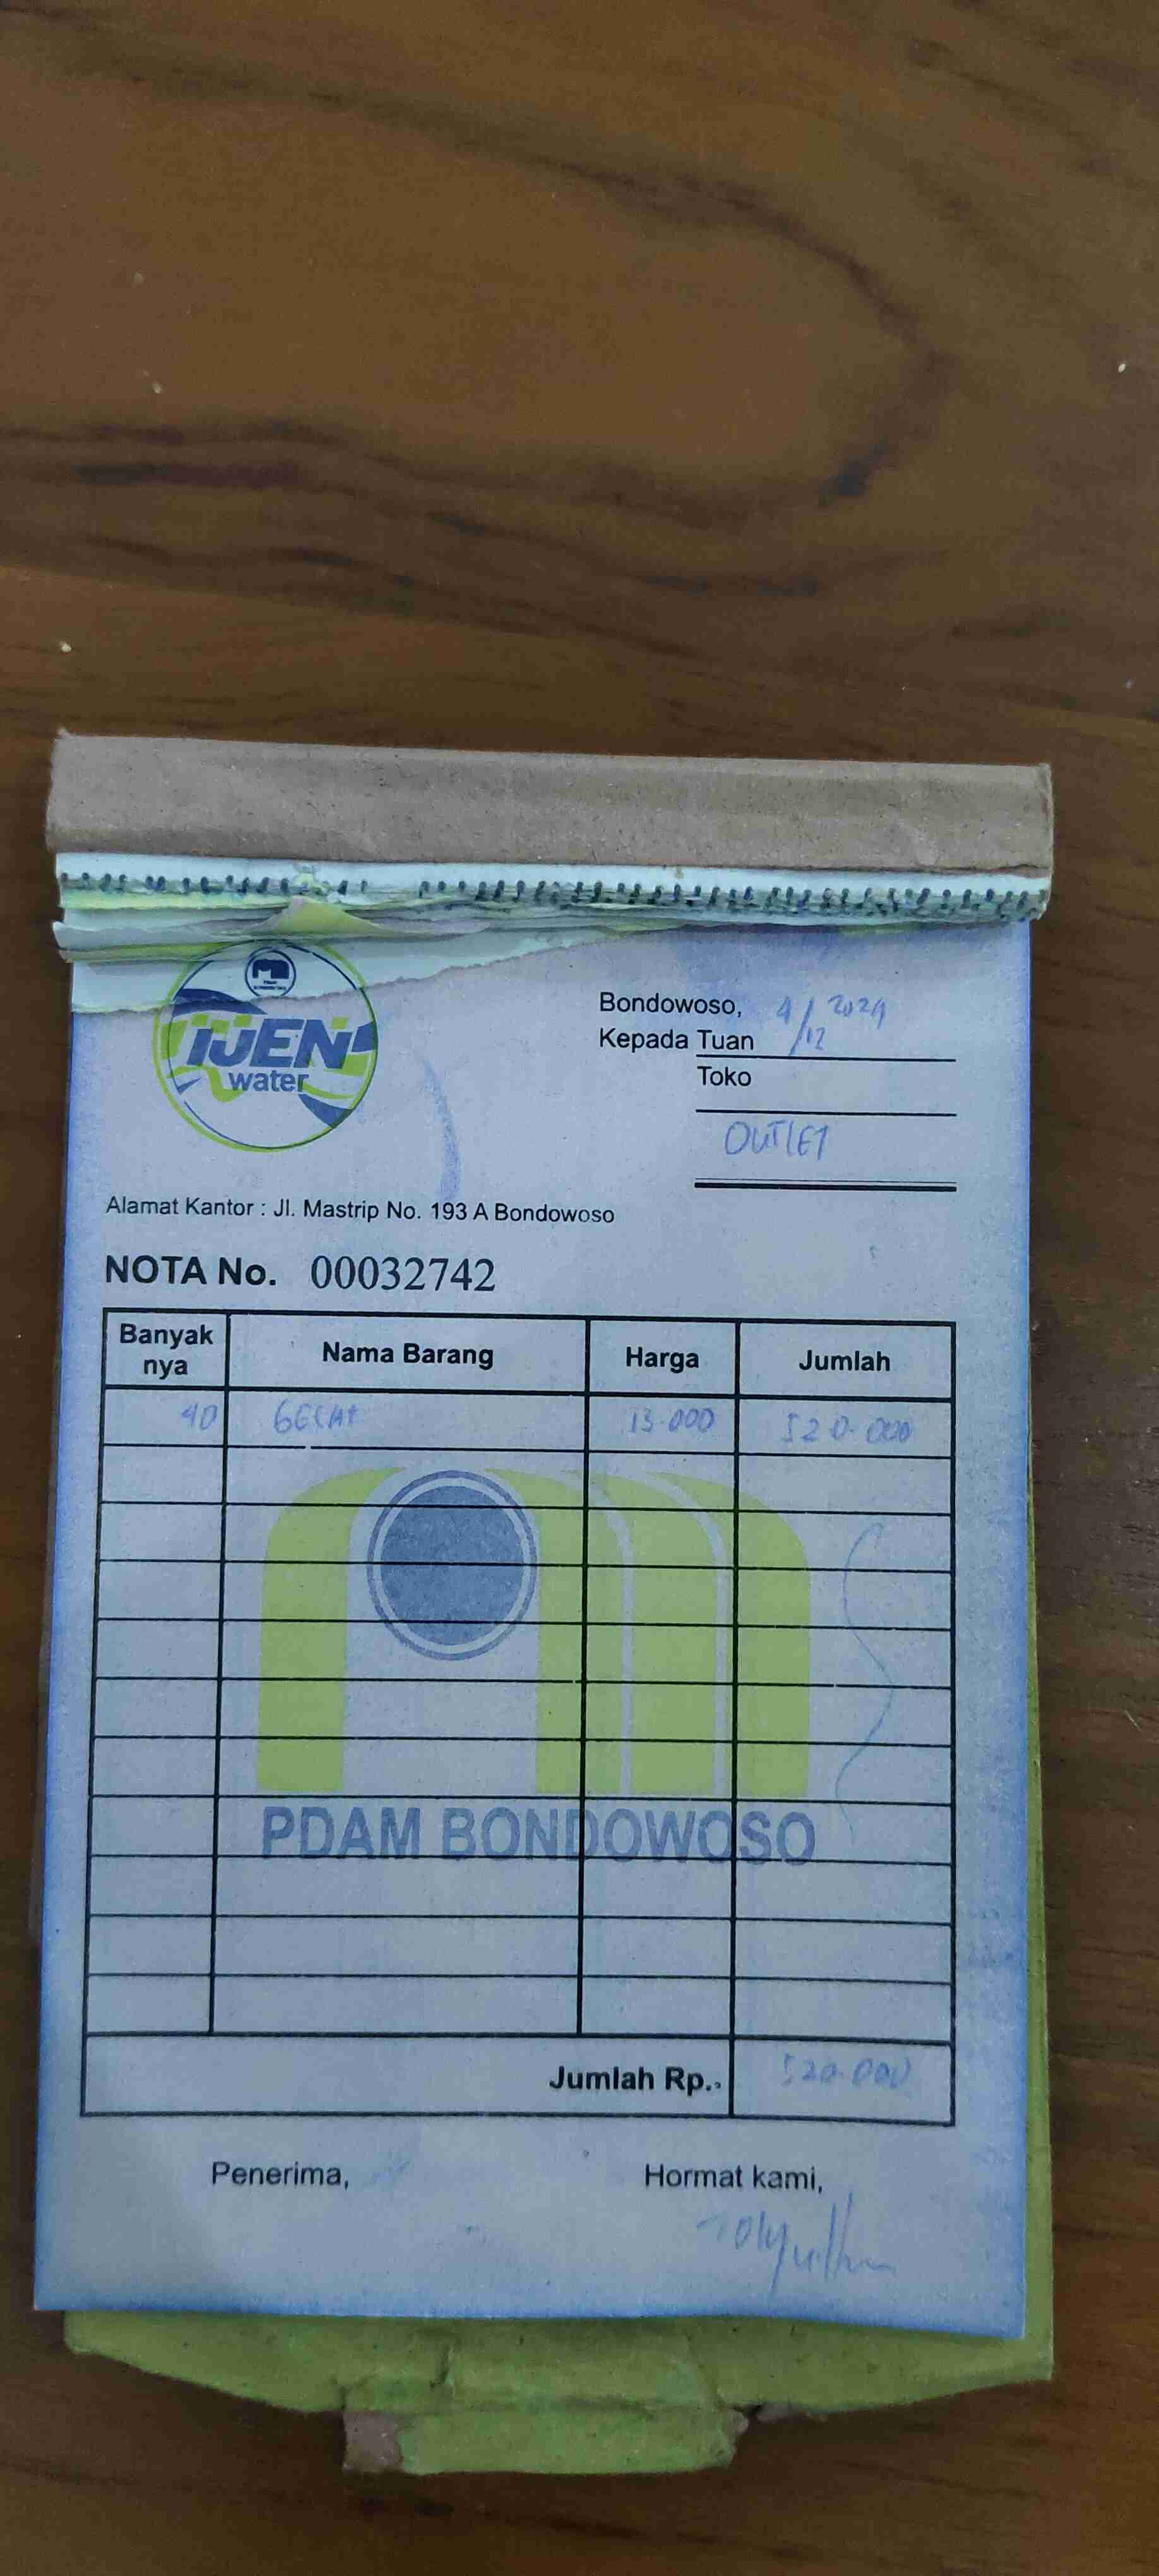 IJEN
water
Bondowoso, 4/12 2024
Kepada Tuan
Toko
OUTLET
Alamat Kantor : Jl. Mastrip No. 193 A Bondowoso
NOTA No. 00032742
Banyak nya Nama Barang Harga Jumlah
40 GELAS 13.000 520.000
PDAM BONDOWOSO
Jumlah Rp. 520.000
Penerima, Hormat kami,